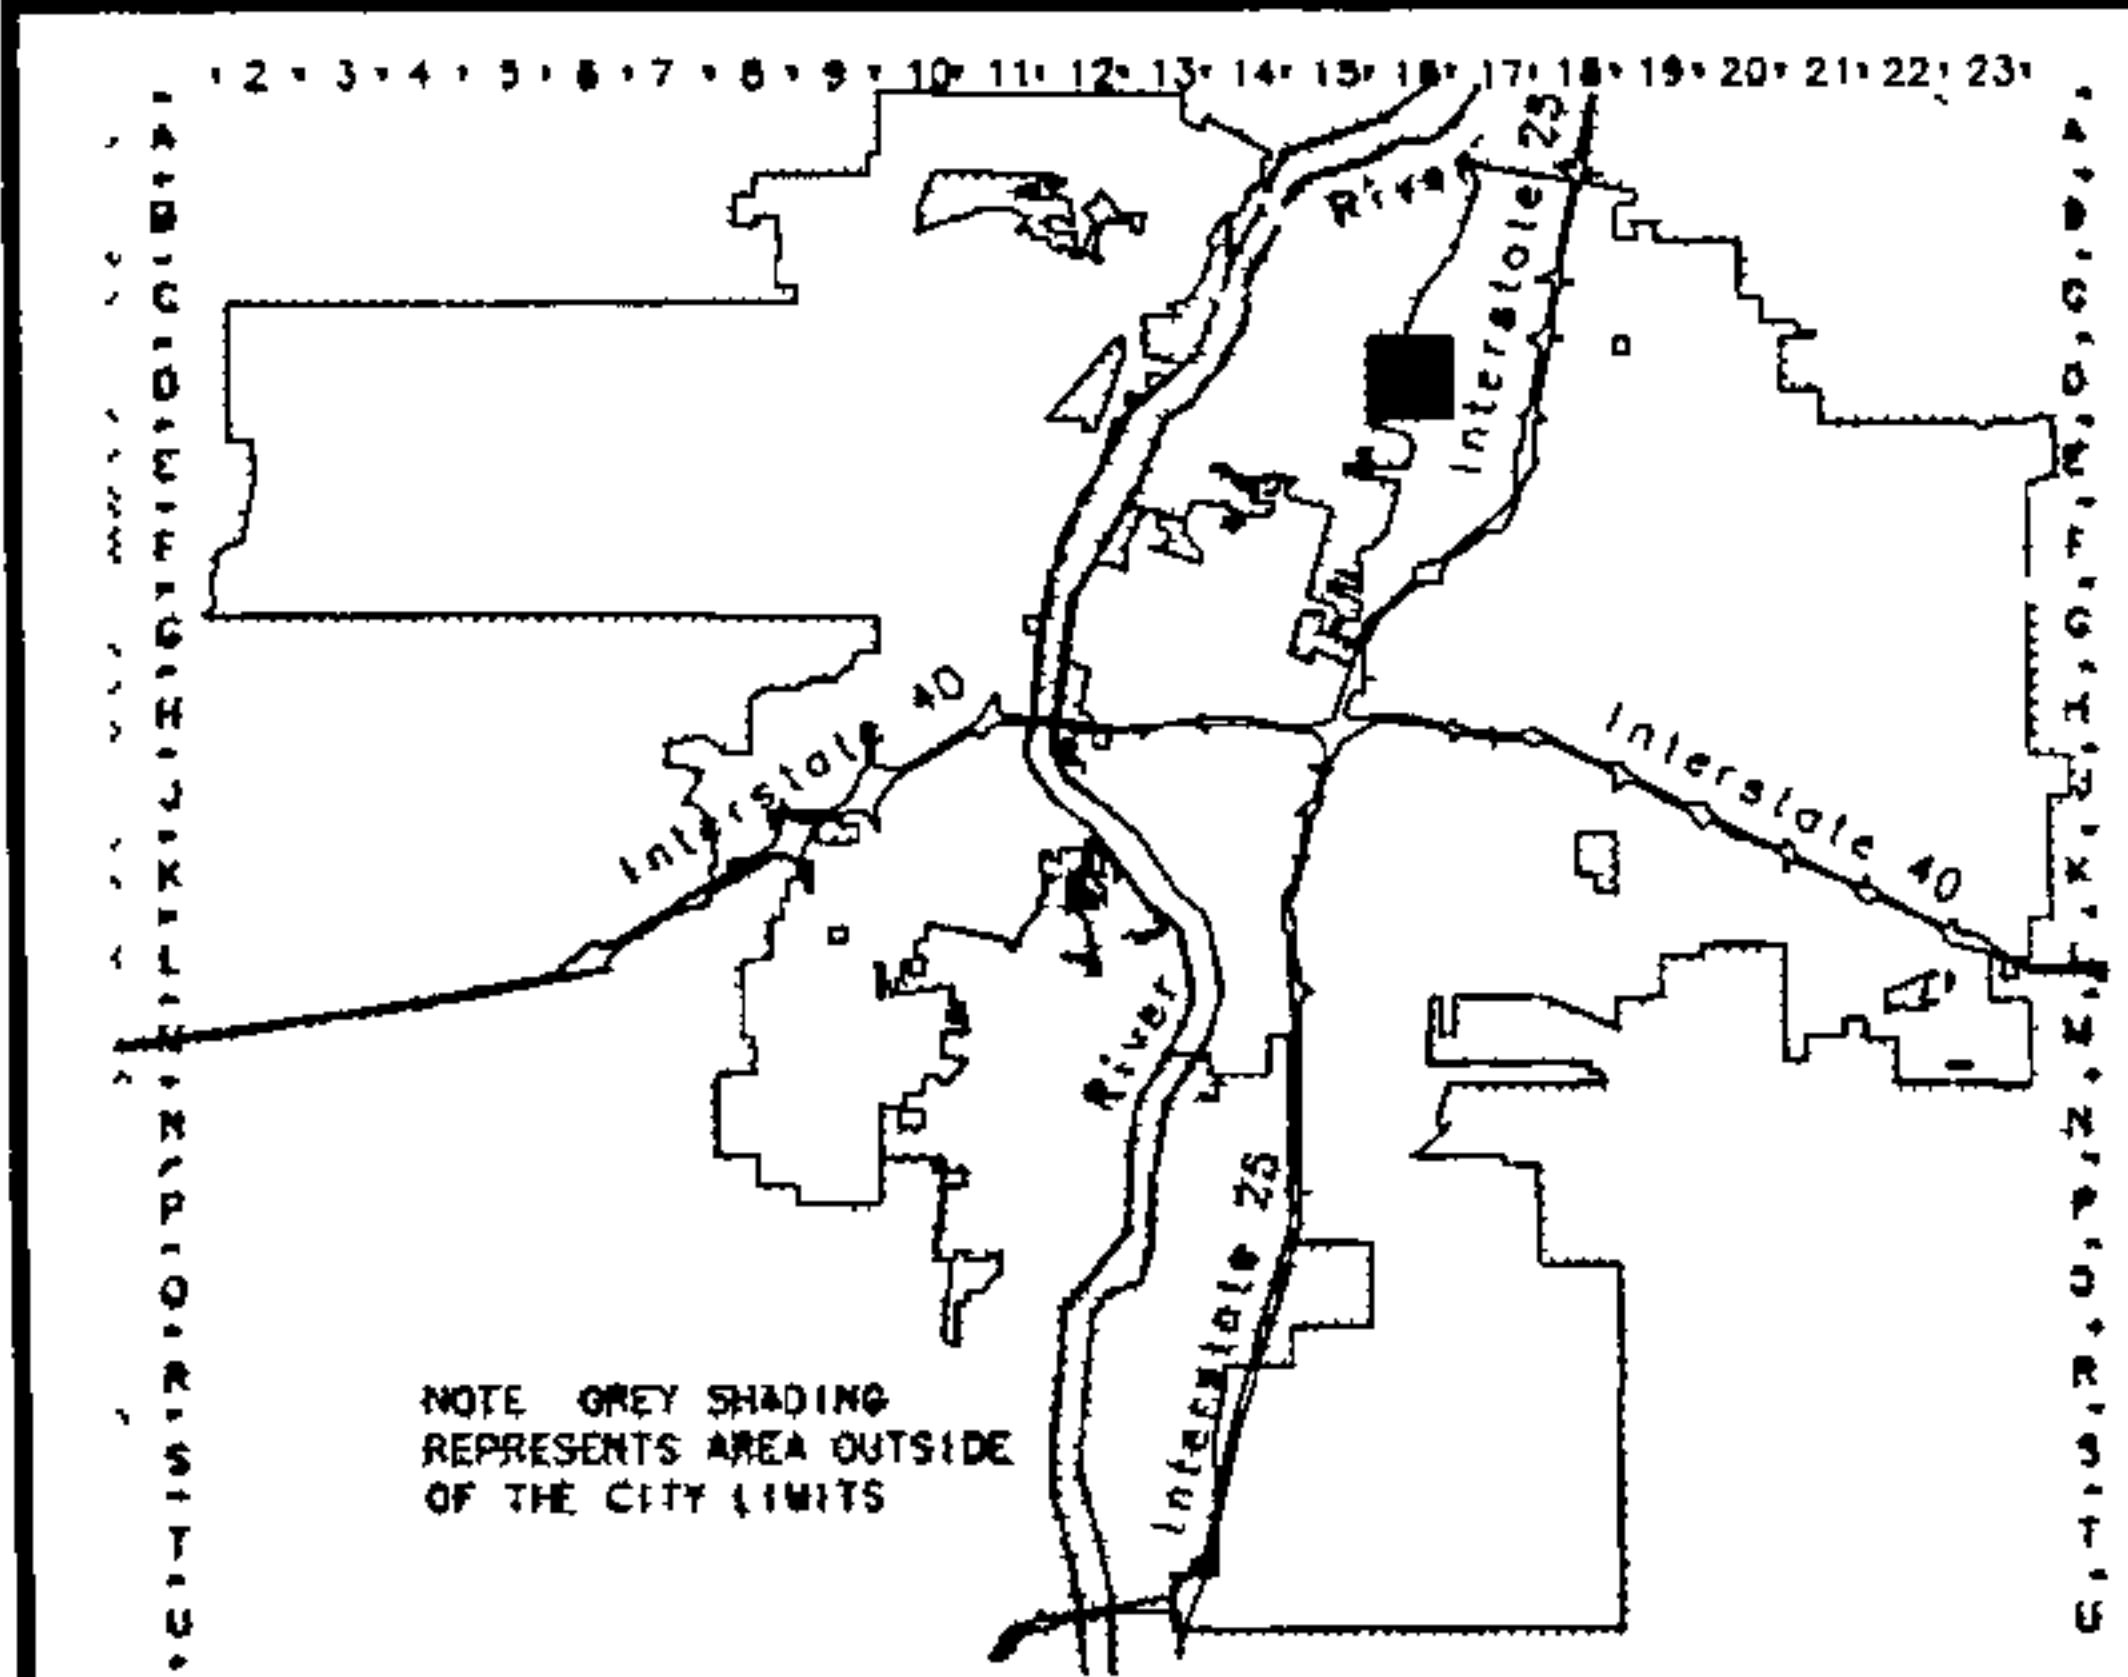 2 3 4 5 6 7 8 9 10 11 12 13 14 15 16 17 18 19 20 21 22 23
A A
B B
C C
D D
E E
F F
G G
H
J J
K K
L L
M M
N N
P P
Q
R R
S S
T T
U U
River
Interstate 25
Interstate 40
Interstate 40
River
Interstate 25
NOTE GREY SHADING
REPRESENTS AREA OUTSIDE
OF THE CITY LIMITS